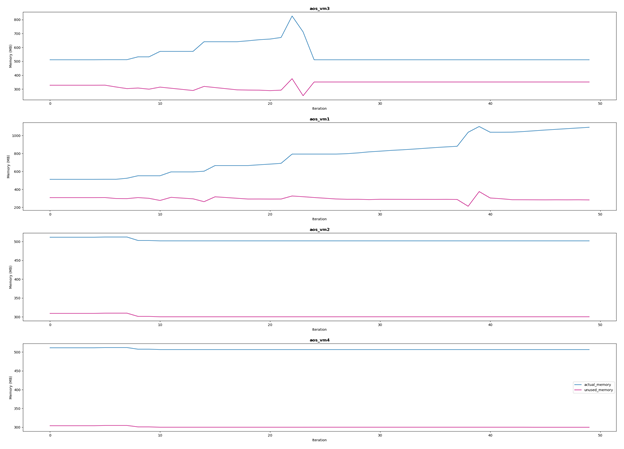 aos_vm3
800
700
600
500
400
300
Memory (MB)
0 10 20 30 40 50
Iteration
aos_vm1
1000
800
600
400
200
Memory (MB)
0 10 20 30 40 50
Iteration
aos_vm2
500
450
400
350
300
Memory (MB)
0 10 20 30 40 50
Iteration
aos_vm4
500
450
400
350
300
Memory (MB)
0 10 20 30 40 50
Iteration
actual_memory
unused_memory